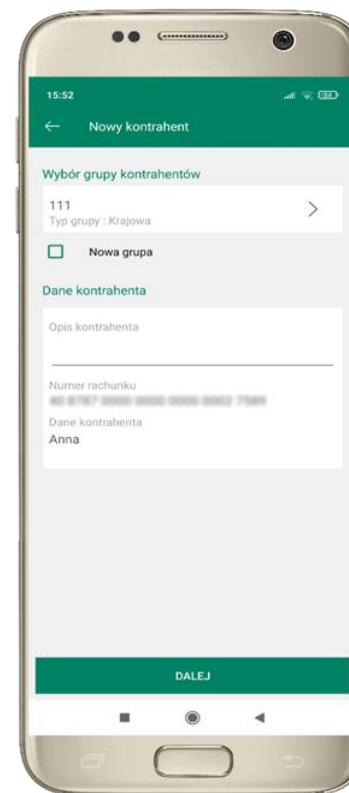 15:52
Nowy kontrahent
Wybór grupy kontrahentów
111
Typ grupy : Krajowa
Nowa grupa
Dane kontrahenta
Opis kontrahenta
Numer rachunku
Dane kontrahenta
Anna
DALEJ